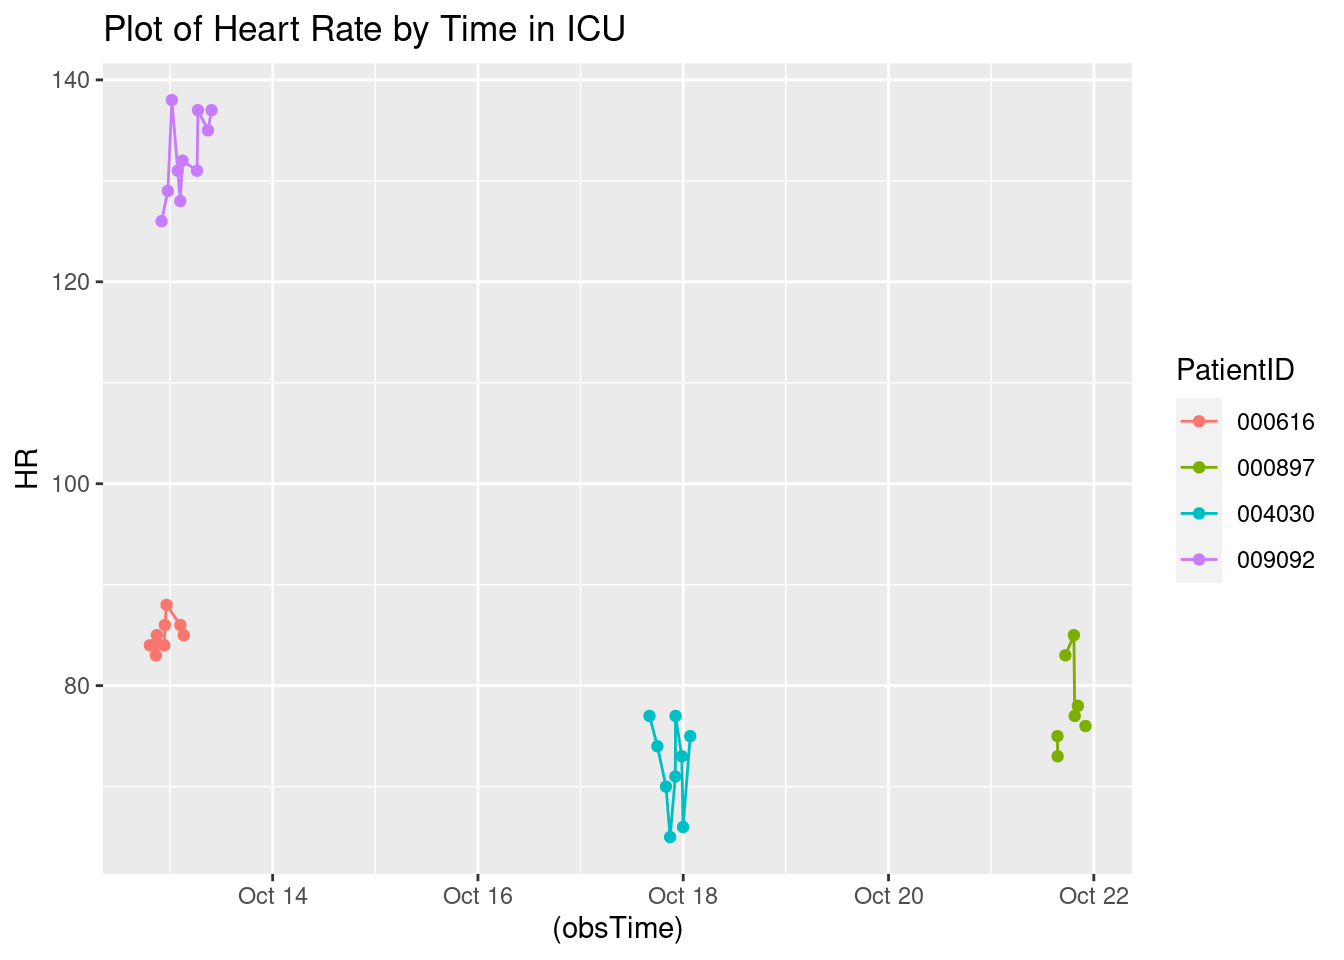 Plot of Heart Rate by Time in ICU
140
120
100
80
HR
Oct 14
Oct 16
Oct 18
Oct 20
Oct 22
(obsTime)
PatientID
000616
000897
004030
009092